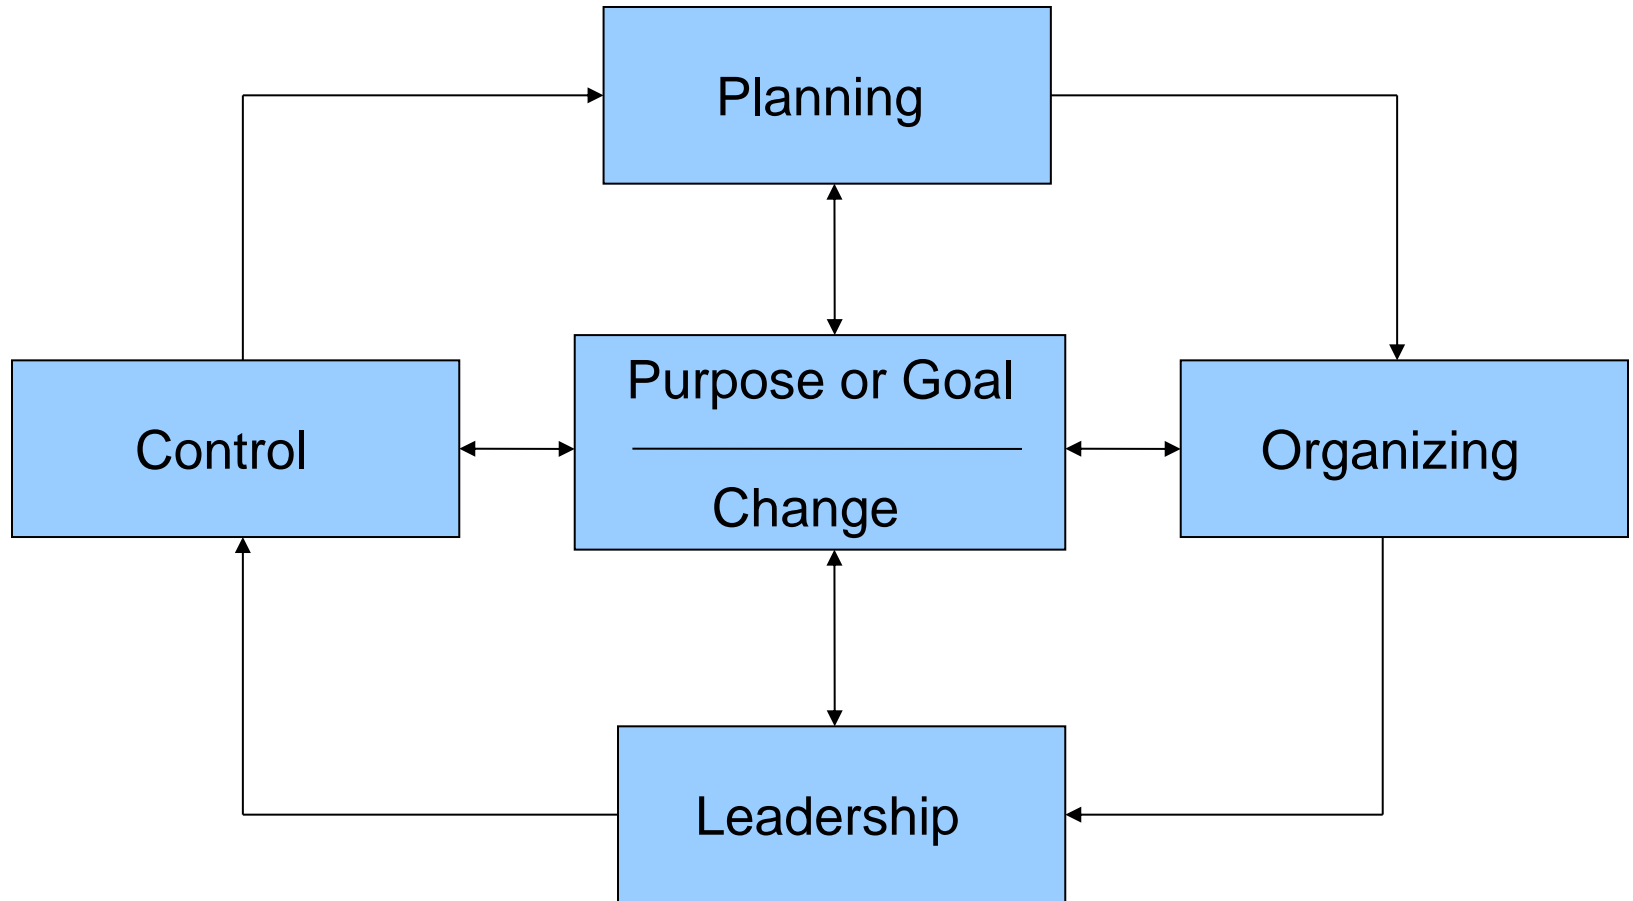 Planning
Purpose or Goal
Control
Organizing
Change
Leadership